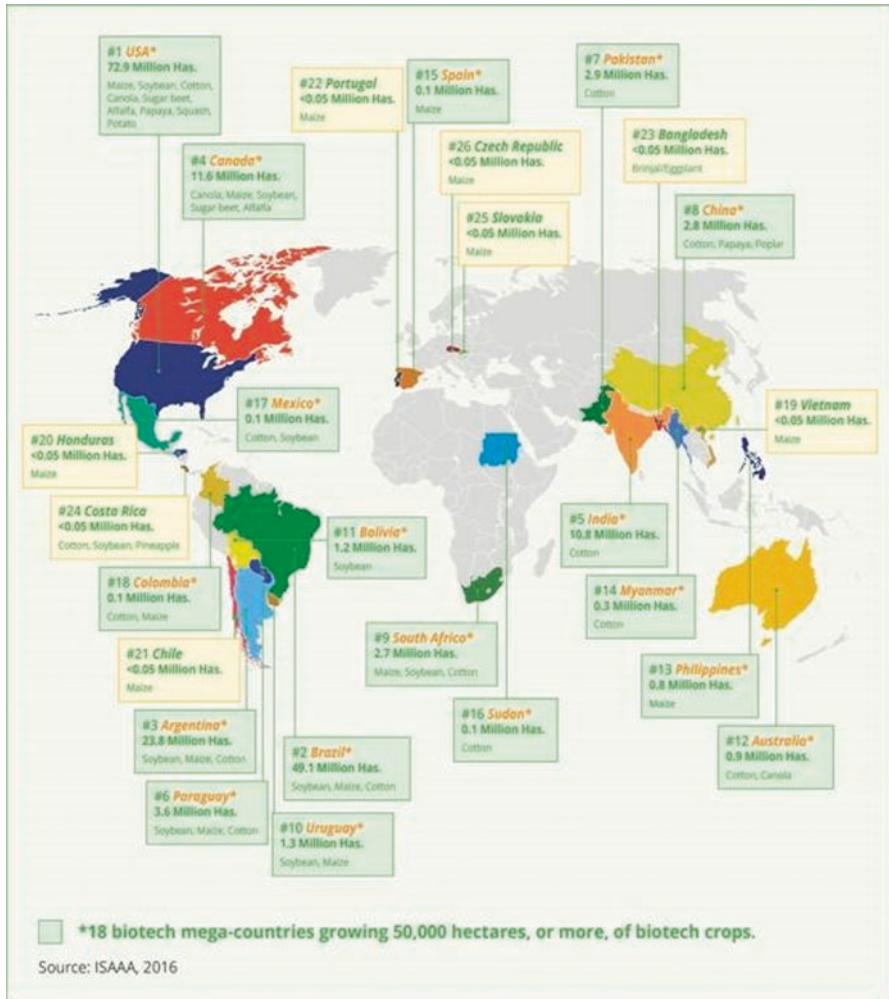 #1 USA*
72.9 Million Has.
Maize, Soybean, Cotton,
Canola, Sugar beet,
Alfalfa, Papaya, Squash,
Potato
#22 Portugal
<0.05 Million Has.
Maize
#15 Spain*
0.1 Million Has.
Maize
#7 Pakistan*
2.9 Million Has.
Cotton
#4 Canada*
11.6 Million Has.
Canola, Maize, Soybean,
Sugar beet, Alfalfa
#26 Czech Republic
<0.05 Million Has.
Maize
#23 Bangladesh
<0.05 Million Has.
Brinjal/Eggplant
#25 Slovakia
<0.05 Million Has.
Maize
#8 China*
2.8 Million Has.
Cotton, Papaya, Poplar
#17 Mexico*
0.1 Million Has.
Cotton, Soybean
#19 Vietnam
<0.05 Million Has.
Maize
#20 Honduras
<0.05 Million Has.
Maize
#24 Costa Rica
<0.05 Million Has.
Cotton, Soybean, Pineapple
#11 Bolivia*
1.2 Million Has.
Soybean
#5 India*
10.8 Million Has.
Cotton
#18 Colombia*
0.1 Million Has.
Cotton, Maize
#14 Myanmar*
0.3 Million Has.
Cotton
#9 South Africa*
2.7 Million Has.
Maize, Soybean, Cotton
#21 Chile
<0.05 Million Has.
Maize
#13 Philippines*
0.8 Million Has.
Maize
#16 Sudan*
0.1 Million Has.
Cotton
#3 Argentina*
23.8 Million Has.
Soybean, Maize, Cotton
#12 Australia*
0.9 Million Has.
Cotton, Canola
#2 Brazil*
49.1 Million Has.
Soybean, Maize, Cotton
#6 Paraguay*
3.6 Million Has.
Soybean, Maize, Cotton
#10 Uruguay*
1.3 Million Has.
Soybean, Maize
*18 biotech mega-countries growing 50,000 hectares, or more, of biotech crops.
Source: ISAAA, 2016